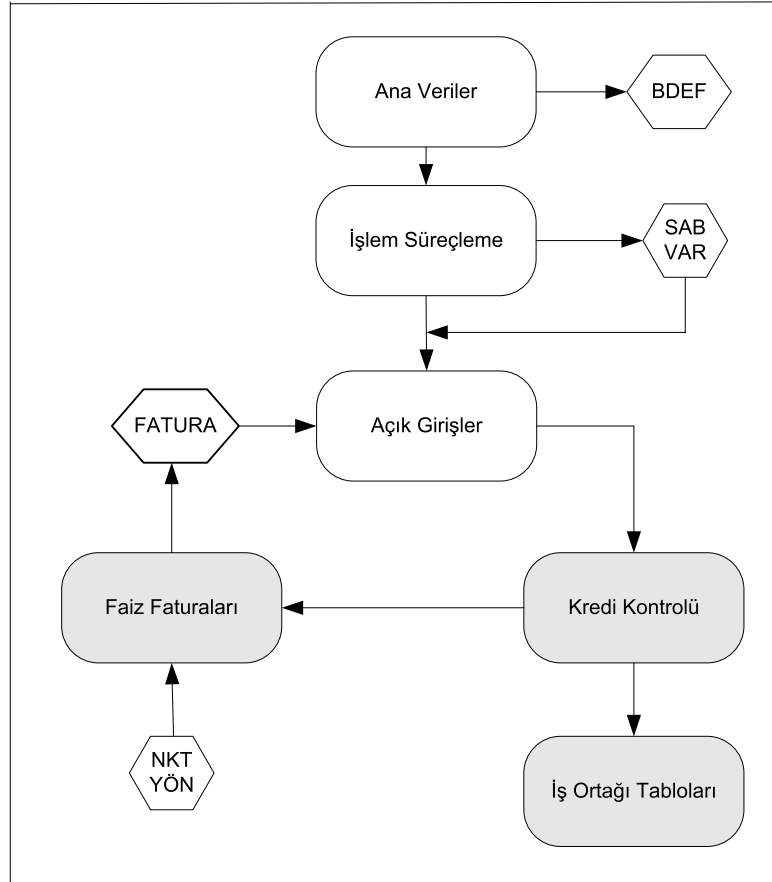 Ana Veriler
BDEF
İşlem Süreçleme
SAB
VAR
FATURA
Açık Girişler
Faiz Faturaları
Kredi Kontrolü
NKT
YÖN
İş Ortağı Tabloları